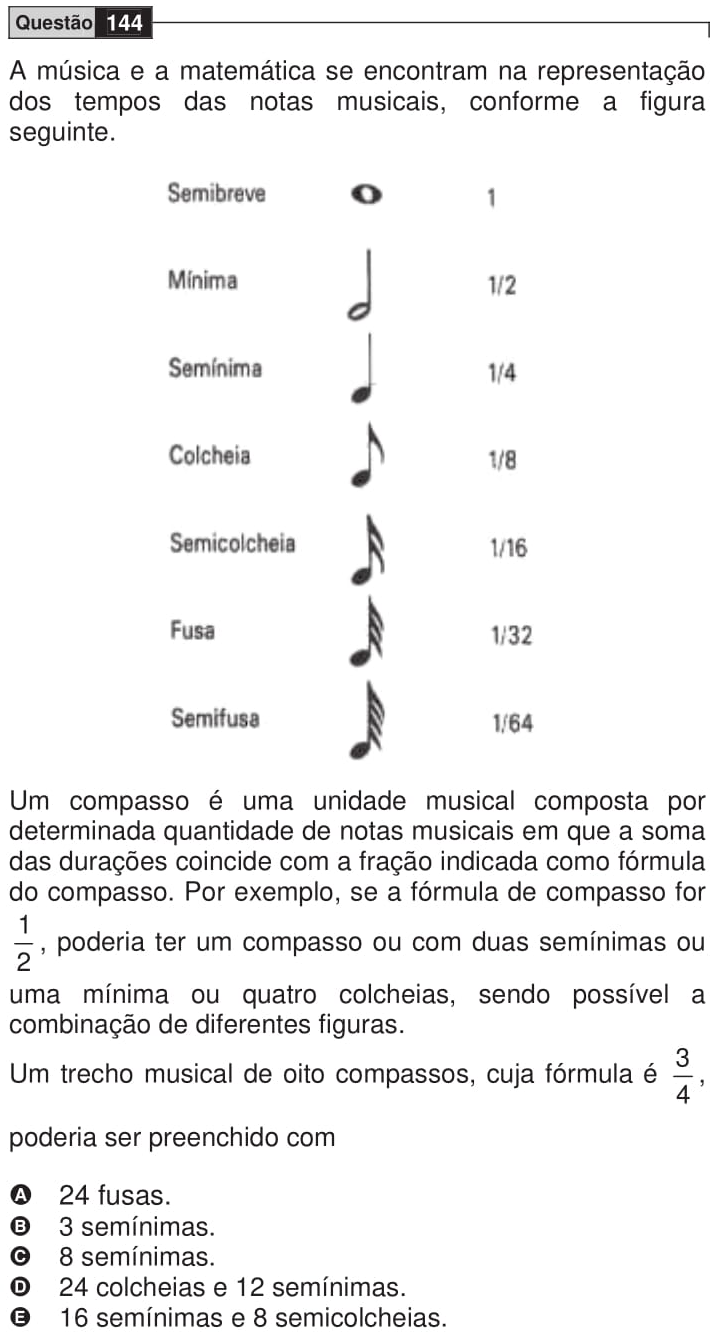 Questão 144
A música e a matemática se encontram na representação
dos tempos das notas musicais, conforme a figura
seguinte.
Semibreve 1
Mínima 1/2
Semínima 1/4
Colcheia 1/8
Semicolcheia 1/16
Fusa 1/32
Semifusa 1/64
Um compasso é uma unidade musical composta por
determinada quantidade de notas musicais em que a soma
das durações coincide com a fração indicada como fórmula
do compasso. Por exemplo, se a fórmula de compasso for
1/2, poderia ter um compasso ou com duas semínimas ou
uma mínima ou quatro colcheias, sendo possível a
combinação de diferentes figuras.
Um trecho musical de oito compassos, cuja fórmula é 3/4,
poderia ser preenchido com
A 24 fusas.
B 3 semínimas.
C 8 semínimas.
D 24 colcheias e 12 semínimas.
E 16 semínimas e 8 semicolcheias.